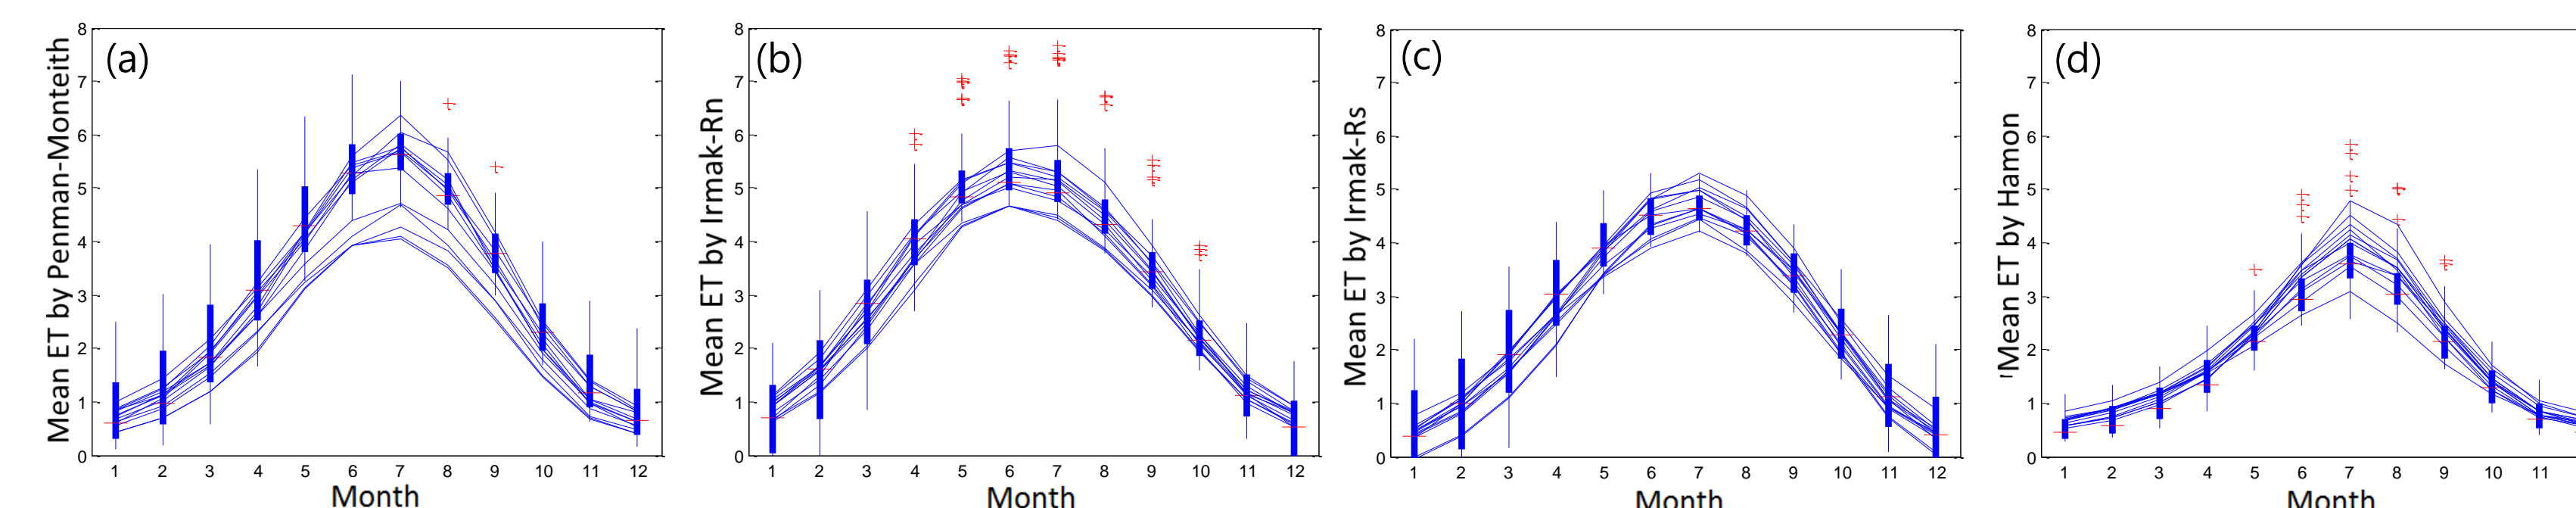 (a)
Mean ET by Penman-Monteith
8
7
6
5
4
3
2
1
0
1 2 3 4 5 6 7 8 9 10 11 12
Month
(b)
Mean ET by Irmak-Rn
8
7
6
5
4
3
2
1
0
1 2 3 4 5 6 7 8 9 10 11 12
Month
(c)
Mean ET by Irmak-Rs
8
7
6
5
4
3
2
1
0
1 2 3 4 5 6 7 8 9 10 11 12
Month
(d)
Mean ET by Hamon
8
7
6
5
4
3
2
1
0
1 2 3 4 5 6 7 8 9 10 11
Month